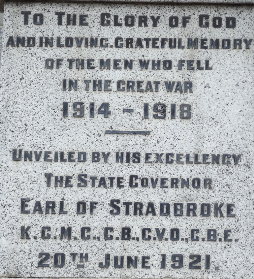 TO THE GLORY OF GOD
AND IN LOVING, GRATEFUL MEMORY
OF THE MEN WHO FELL
IN THE GREAT WAR
1914 - 1918
UNVEILED BY HIS EXCELLENCY
THE STATE GOVERNOR
EARL OF STRADBROKE
K.C.M.G., C.B., C.V.O., C.B.E.
20TH JUNE 1921.